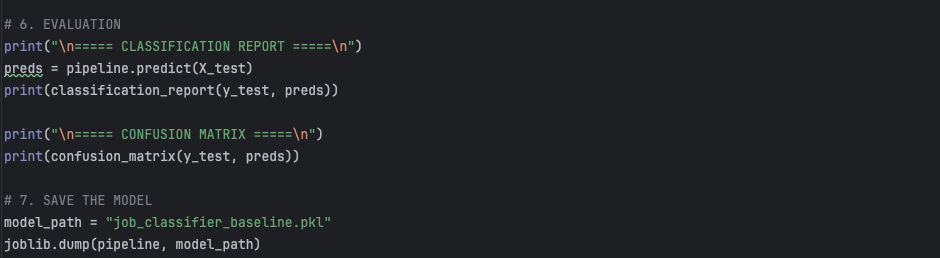 # 6. EVALUATION
print("\n===== CLASSIFICATION REPORT =====\n")
preds = pipeline.predict(X_test)
print(classification_report(y_test, preds))
print("\n===== CONFUSION MATRIX =====\n")
print(confusion_matrix(y_test, preds))
# 7. SAVE THE MODEL
model_path = "job_classifier_baseline.pkl"
joblib.dump(pipeline, model_path)